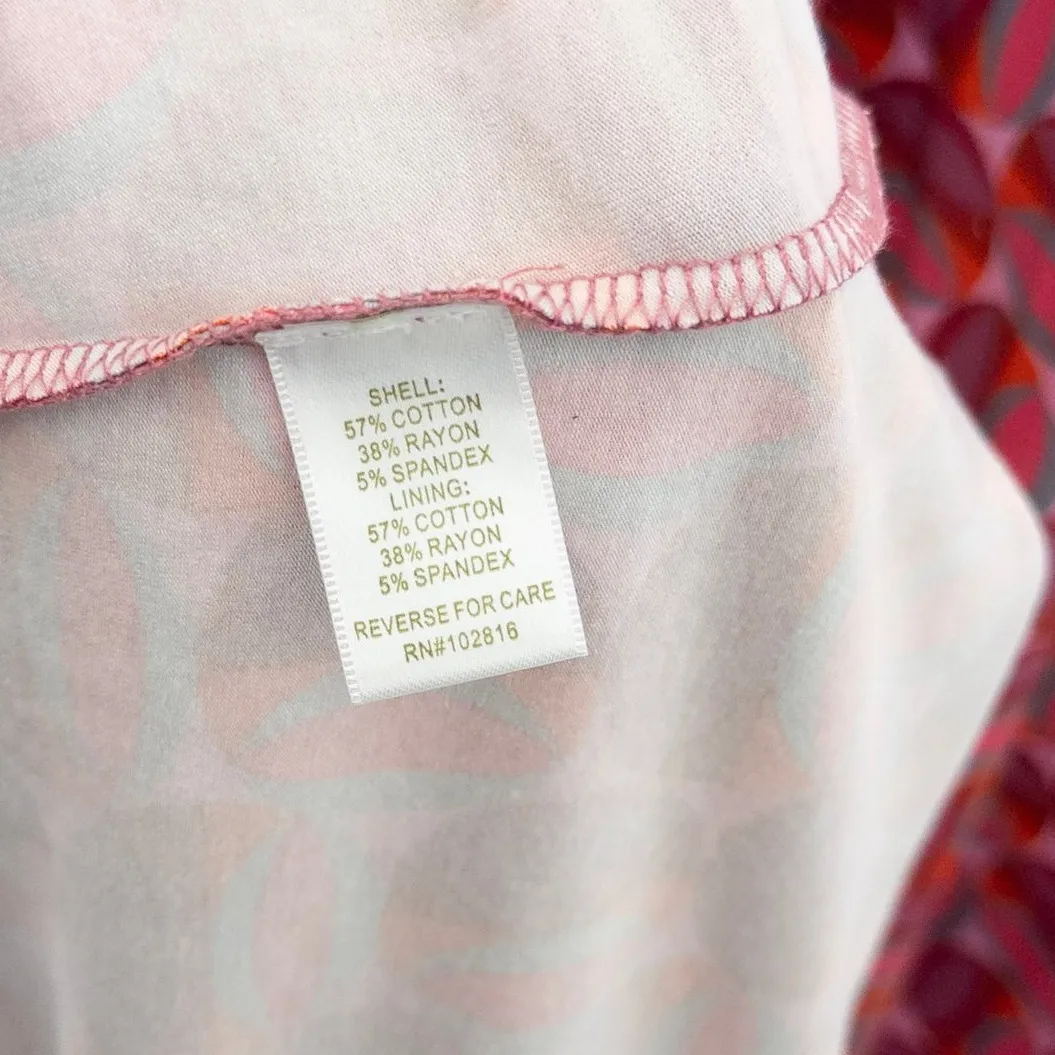 SHELL:
57% COTTON
38% RAYON
5% SPANDEX
LINING:
57% COTTON
38% RAYON
5% SPANDEX
REVERSE FOR CARE
RN#102816